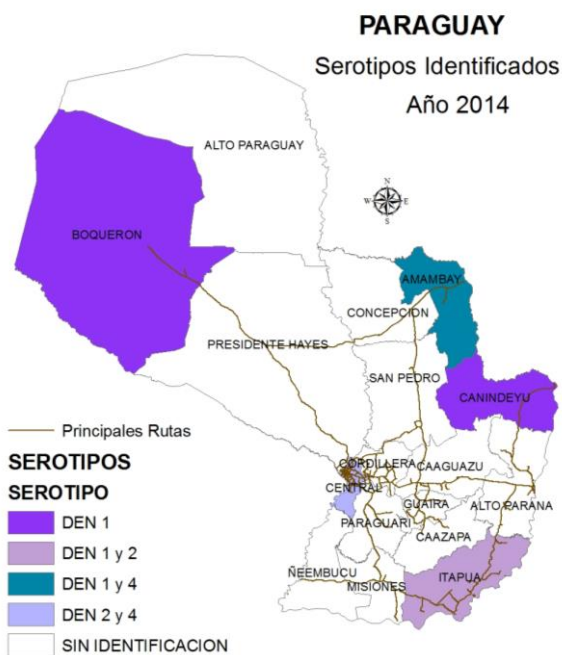 PARAGUAY
Serotipos Identificados
Año 2014
ALTO PARAGUAY
N
W E
S
BOQUERON
AMAMBAY
CONCEPCION
PRESIDENTE HAYES
SAN PEDRO
CANINDEYU
Principales Rutas
SEROTIPOS
SEROTIPO
DEN 1
DEN 1 y 2
DEN 1 y 4
DEN 2 y 4
SIN IDENTIFICACION
CORDILLERA
CAAGUAZU
CENTRAL
GUAIRA
ALTO PARANA
PARAGUARI
CAAZAPA
ÑEEMBUCU
MISIONES
ITAPUA